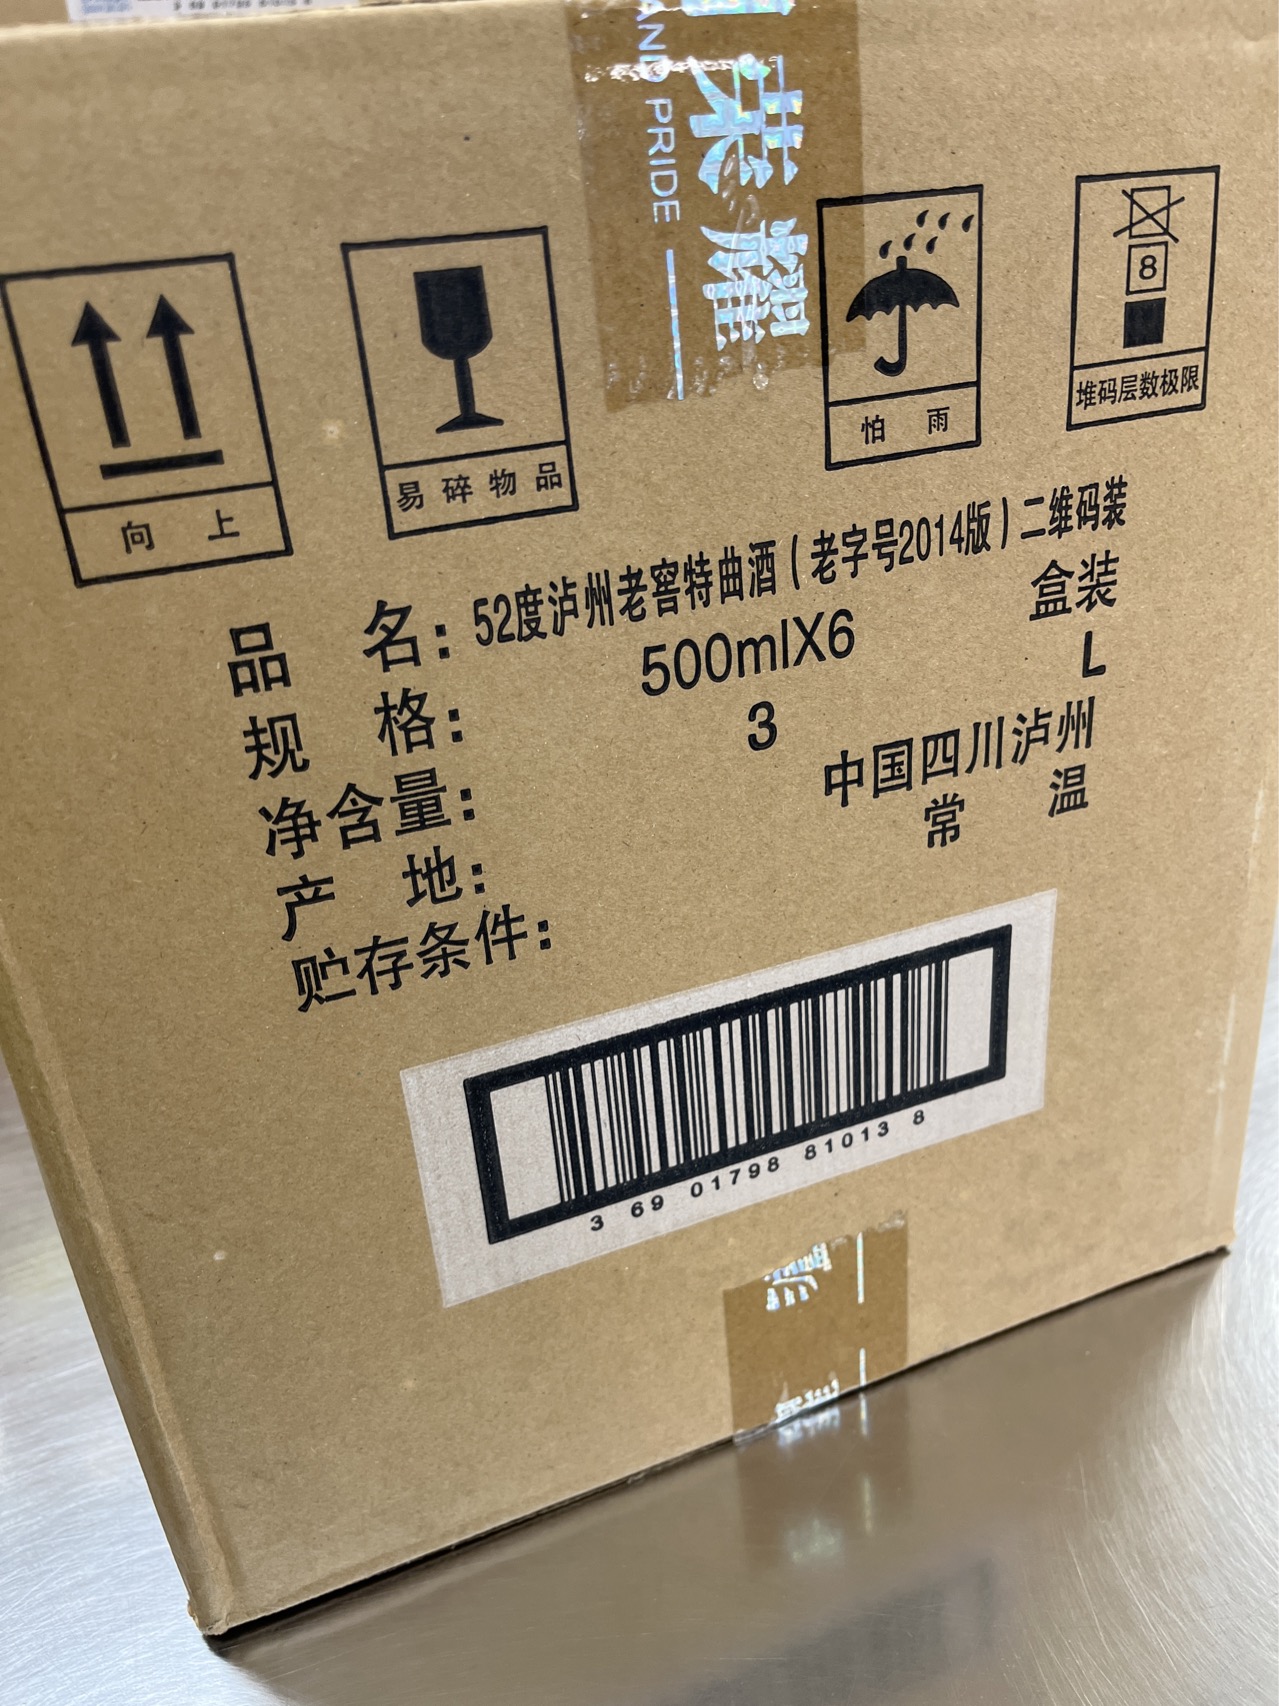 AND PRIDE
荣耀
8
向 上
易碎物品
怕 雨
堆码层数极限
品 名: 52度泸州老窖特曲酒(老字号2014版)二维码装
规 格: 500mlX6 盒装
净含量: 3 L
产 地: 中国四川泸州
贮存条件: 常 温
3 69 01798 81013 8